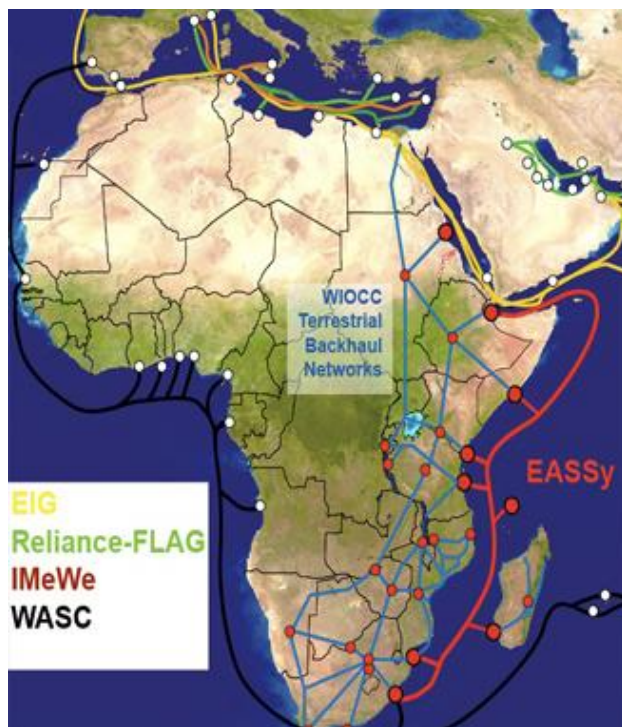 WIOCC
Terrestrial
Backhaul
Networks
EASSy
EIG
Reliance-FLAG
IMeWe
WASC